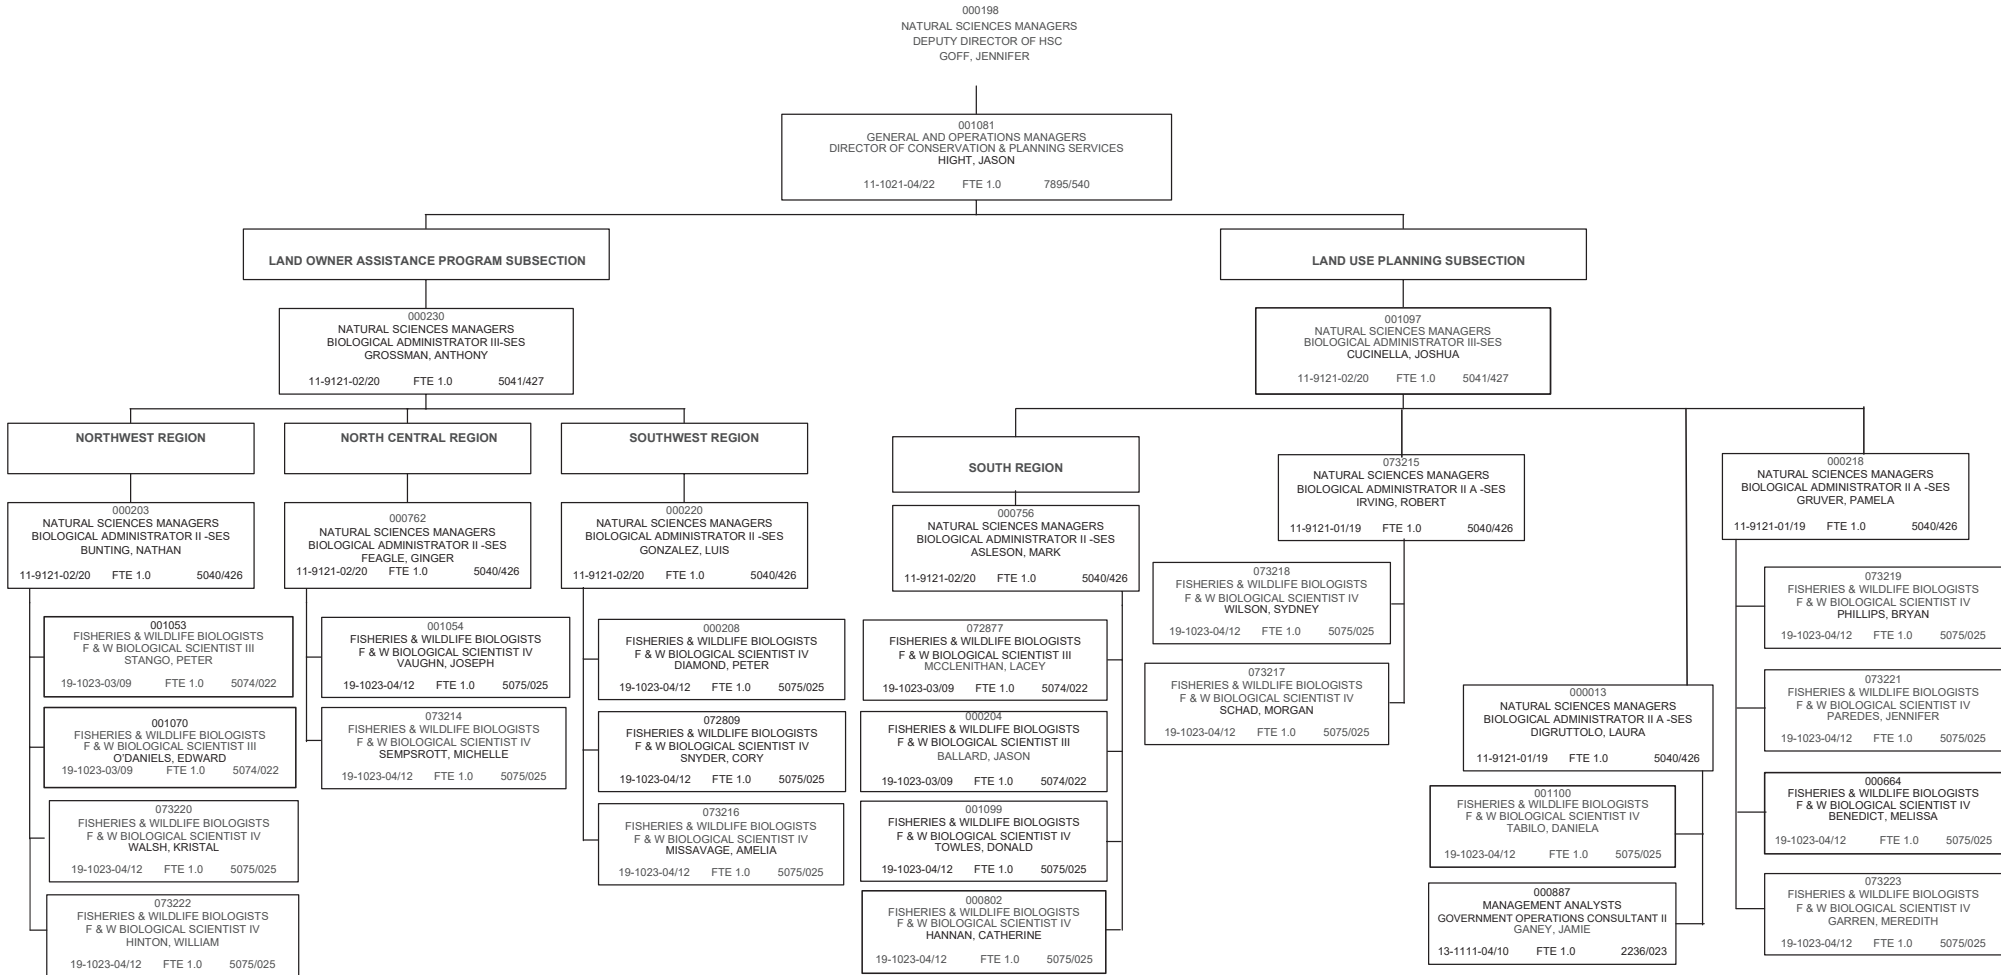 000198
NATURAL SCIENCES MANAGERS
DEPUTY DIRECTOR OF HSC
GOFF, JENNIFER
001081
GENERAL AND OPERATIONS MANAGERS
DIRECTOR OF CONSERVATION & PLANNING SERVICES
HIGHT, JASON
11-1021-04/22 FTE 1.0 7895/540
LAND OWNER ASSISTANCE PROGRAM SUBSECTION
000230
NATURAL SCIENCES MANAGERS
BIOLOGICAL ADMINISTRATOR III-SES
GROSSMAN, ANTHONY
11-9121-02/20 FTE 1.0 5041/427
NORTHWEST REGION
000203
NATURAL SCIENCES MANAGERS
BIOLOGICAL ADMINISTRATOR II -SES
BUNTING, NATHAN
11-9121-02/20 FTE 1.0 5040/426
001053
FISHERIES & WILDLIFE BIOLOGISTS
F & W BIOLOGICAL SCIENTIST III
STANGO, PETER
19-1023-03/09 FTE 1.0 5074/022
001070
FISHERIES & WILDLIFE BIOLOGISTS
F & W BIOLOGICAL SCIENTIST III
O'DANIELS, EDWARD
19-1023-03/09 FTE 1.0 5074/022
073220
FISHERIES & WILDLIFE BIOLOGISTS
F & W BIOLOGICAL SCIENTIST IV
WALSH, KRISTAL
19-1023-04/12 FTE 1.0 5075/025
073222
FISHERIES & WILDLIFE BIOLOGISTS
F & W BIOLOGICAL SCIENTIST IV
HINTON, WILLIAM
19-1023-04/12 FTE 1.0 5075/025
NORTH CENTRAL REGION
000762
NATURAL SCIENCES MANAGERS
BIOLOGICAL ADMINISTRATOR II -SES
FEAGLE, GINGER
11-9121-02/20 FTE 1.0 5040/426
001054
FISHERIES & WILDLIFE BIOLOGISTS
F & W BIOLOGICAL SCIENTIST IV
VAUGHN, JOSEPH
19-1023-04/12 FTE 1.0 5075/025
073214
FISHERIES & WILDLIFE BIOLOGISTS
F & W BIOLOGICAL SCIENTIST IV
SEMPSROTT, MICHELLE
19-1023-04/12 FTE 1.0 5075/025
SOUTHWEST REGION
000220
NATURAL SCIENCES MANAGERS
BIOLOGICAL ADMINISTRATOR II -SES
GONZALEZ, LUIS
11-9121-02/20 FTE 1.0 5040/426
000208
FISHERIES & WILDLIFE BIOLOGISTS
F & W BIOLOGICAL SCIENTIST IV
DIAMOND, PETER
19-1023-04/12 FTE 1.0 5075/025
072809
FISHERIES & WILDLIFE BIOLOGISTS
F & W BIOLOGICAL SCIENTIST IV
SNYDER, CORY
19-1023-04/12 FTE 1.0 5075/025
073216
FISHERIES & WILDLIFE BIOLOGISTS
F & W BIOLOGICAL SCIENTIST IV
MISSAVAGE, AMELIA
19-1023-04/12 FTE 1.0 5075/025
LAND USE PLANNING SUBSECTION
001097
NATURAL SCIENCES MANAGERS
BIOLOGICAL ADMINISTRATOR III-SES
CUCINELLA, JOSHUA
11-9121-02/20 FTE 1.0 5041/427
SOUTH REGION
000756
NATURAL SCIENCES MANAGERS
BIOLOGICAL ADMINISTRATOR II -SES
ASLESON, MARK
11-9121-02/20 FTE 1.0 5040/426
072877
FISHERIES & WILDLIFE BIOLOGISTS
F & W BIOLOGICAL SCIENTIST III
MCCLENITHAN, LACEY
19-1023-03/09 FTE 1.0 5074/022
000204
FISHERIES & WILDLIFE BIOLOGISTS
F & W BIOLOGICAL SCIENTIST III
BALLARD, JASON
19-1023-03/09 FTE 1.0 5074/022
001099
FISHERIES & WILDLIFE BIOLOGISTS
F & W BIOLOGICAL SCIENTIST IV
TOWLES, DONALD
19-1023-04/12 FTE 1.0 5075/025
000802
FISHERIES & WILDLIFE BIOLOGISTS
F & W BIOLOGICAL SCIENTIST IV
HANNAN, CATHERINE
19-1023-04/12 FTE 1.0 5075/025
073215
NATURAL SCIENCES MANAGERS
BIOLOGICAL ADMINISTRATOR II A -SES
IRVING, ROBERT
11-9121-01/19 FTE 1.0 5040/426
073218
FISHERIES & WILDLIFE BIOLOGISTS
F & W BIOLOGICAL SCIENTIST IV
WILSON, SYDNEY
19-1023-04/12 FTE 1.0 5075/025
073217
FISHERIES & WILDLIFE BIOLOGISTS
F & W BIOLOGICAL SCIENTIST IV
SCHAD, MORGAN
19-1023-04/12 FTE 1.0 5075/025
000013
NATURAL SCIENCES MANAGERS
BIOLOGICAL ADMINISTRATOR II A -SES
DIGRUTTOLO, LAURA
11-9121-01/19 FTE 1.0 5040/426
001100
FISHERIES & WILDLIFE BIOLOGISTS
F & W BIOLOGICAL SCIENTIST IV
TABILO, DANIELA
19-1023-04/12 FTE 1.0 5075/025
000887
MANAGEMENT ANALYSTS
GOVERNMENT OPERATIONS CONSULTANT II
GANEY, JAMIE
13-1111-04/10 FTE 1.0 2236/023
000218
NATURAL SCIENCES MANAGERS
BIOLOGICAL ADMINISTRATOR II A -SES
GRUVER, PAMELA
11-9121-01/19 FTE 1.0 5040/426
073219
FISHERIES & WILDLIFE BIOLOGISTS
F & W BIOLOGICAL SCIENTIST IV
PHILLIPS, BRYAN
19-1023-04/12 FTE 1.0 5075/025
073221
FISHERIES & WILDLIFE BIOLOGISTS
F & W BIOLOGICAL SCIENTIST IV
PAREDES, JENNIFER
19-1023-04/12 FTE 1.0 5075/025
000664
FISHERIES & WILDLIFE BIOLOGISTS
F & W BIOLOGICAL SCIENTIST IV
BENEDICT, MELISSA
19-1023-04/12 FTE 1.0 5075/025
073223
FISHERIES & WILDLIFE BIOLOGISTS
F & W BIOLOGICAL SCIENTIST IV
GARREN, MEREDITH
19-1023-04/12 FTE 1.0 5075/025